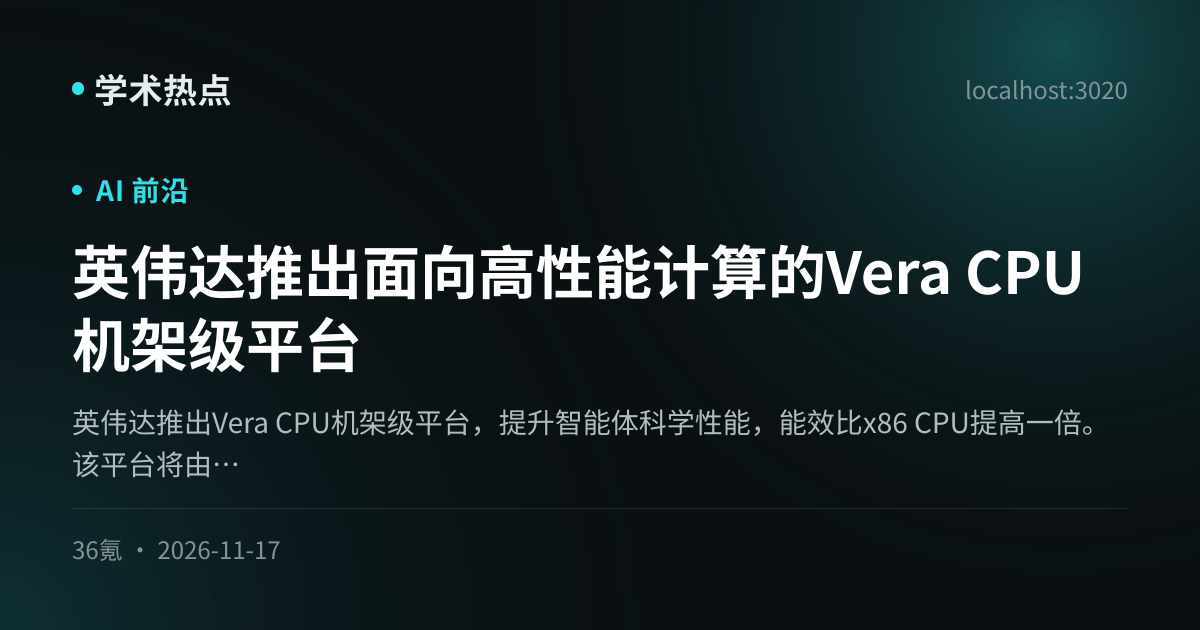 学术热点
localhost:3020
AI 前沿
英伟达推出面向高性能计算的Vera CPU
机架级平台
英伟达推出Vera CPU机架级平台，提升智能体科学性能，能效比x86 CPU提高一倍。
该平台将由…
36氪 · 2026-11-17